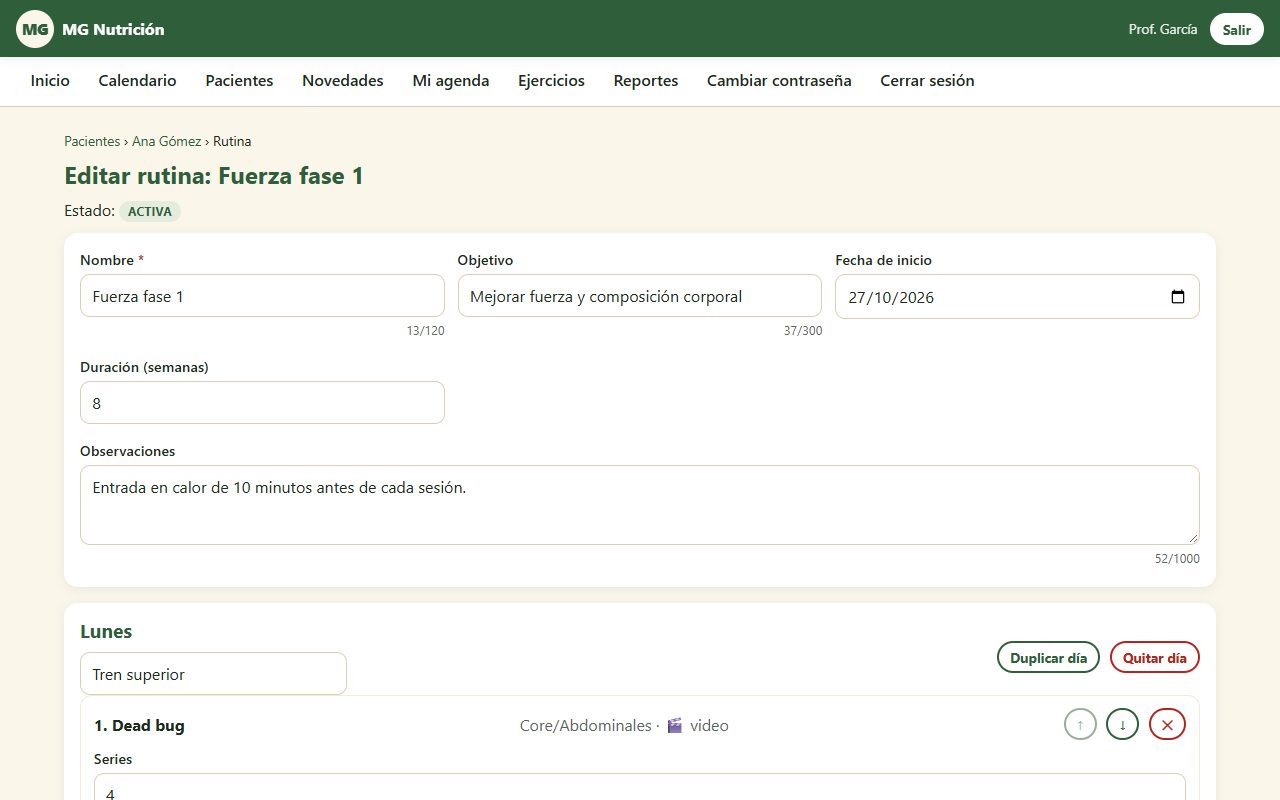 MG MG Nutrición Prof. García Salir
Inicio Calendario Pacientes Novedades Mi agenda Ejercicios Reportes Cambiar contraseña Cerrar sesión
Pacientes › Ana Gómez › Rutina
Editar rutina: Fuerza fase 1
Estado: ACTIVA
Nombre * Objetivo Fecha de inicio
Fuerza fase 1 Mejorar fuerza y composición corporal 27/10/2026
13/120 37/300
Duración (semanas)
8
Observaciones
Entrada en calor de 10 minutos antes de cada sesión.
52/1000
Lunes
Duplicar día Quitar día
Tren superior
1. Dead bug Core/Abdominales · 🎬 video ↑ ↓ ✕
Series
4